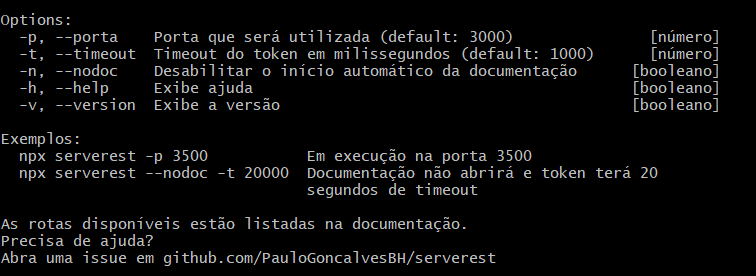 Options:
-p, --porta    Porta que será utilizada (default: 3000)    [número]
-t, --timeout  Timeout do token em milissegundos (default: 1000)    [número]
-n, --nodoc    Desabilitar o início automático da documentação    [booleano]
-h, --help     Exibe ajuda    [booleano]
-v, --version  Exibe a versão    [booleano]
Exemplos:
npx serverest -p 3500    Em execução na porta 3500
npx serverest --nodoc -t 20000  Documentação não abrirá e token terá 20
segundos de timeout
As rotas disponíveis estão listadas na documentação.
Precisa de ajuda?
Abra uma issue em github.com/PauloGoncalvesBH/serverest